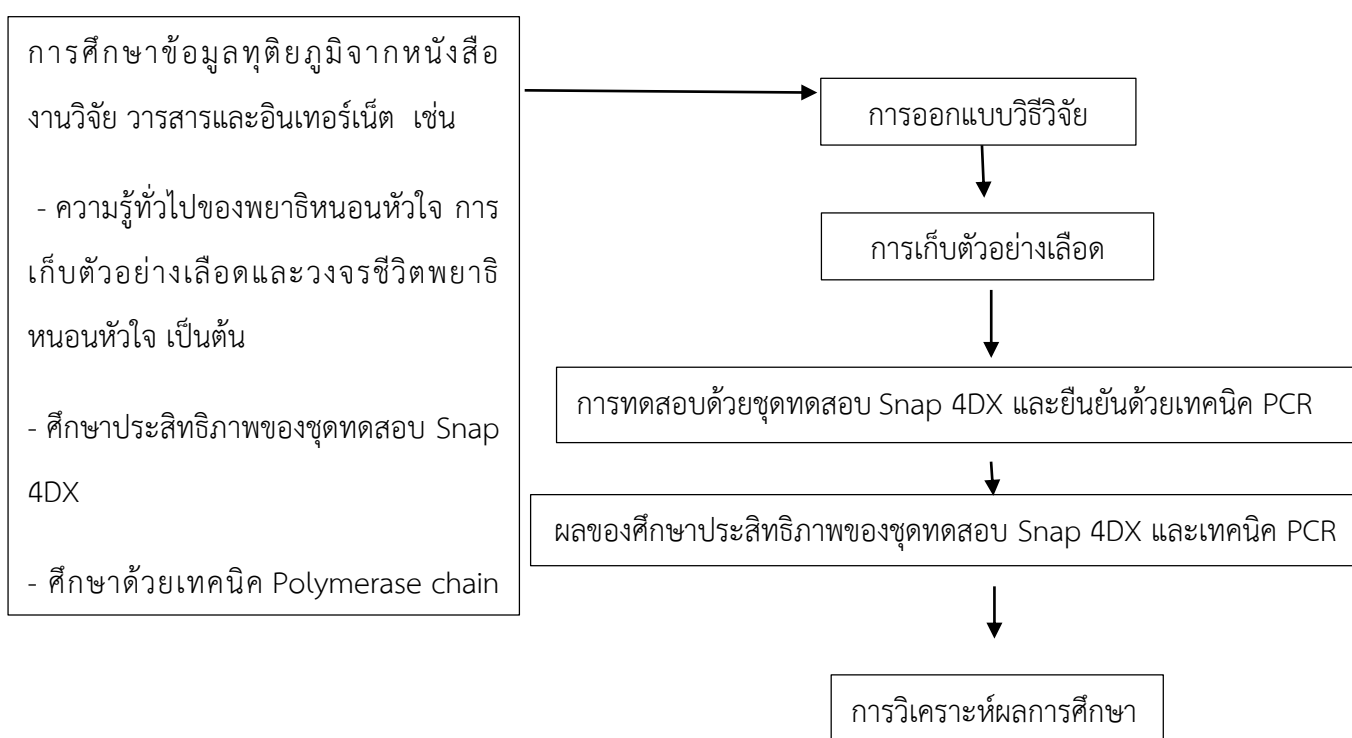 การศึกษาข้อมูลทุติยภูมิจากหนังสือ
งานวิจัย วารสารและอินเทอร์เน็ต เช่น
- ความรู้ทั่วไปของพยาธิหนอนหัวใจ การ
เก็บตัวอย่างเลือดและวงจรชีวิตพยาธิ
หนอนหัวใจ เป็นต้น
- ศึกษาประสิทธิภาพของชุดทดสอบ Snap
4DX
- ศึกษาด้วยเทคนิค Polymerase chain
การออกแบบวิธีวิจัย
การเก็บตัวอย่างเลือด
การทดสอบด้วยชุดทดสอบ Snap 4DX และยืนยันด้วยเทคนิค PCR
ผลของศึกษาประสิทธิภาพของชุดทดสอบ Snap 4DX และเทคนิค PCR
การวิเคราะห์ผลการศึกษา